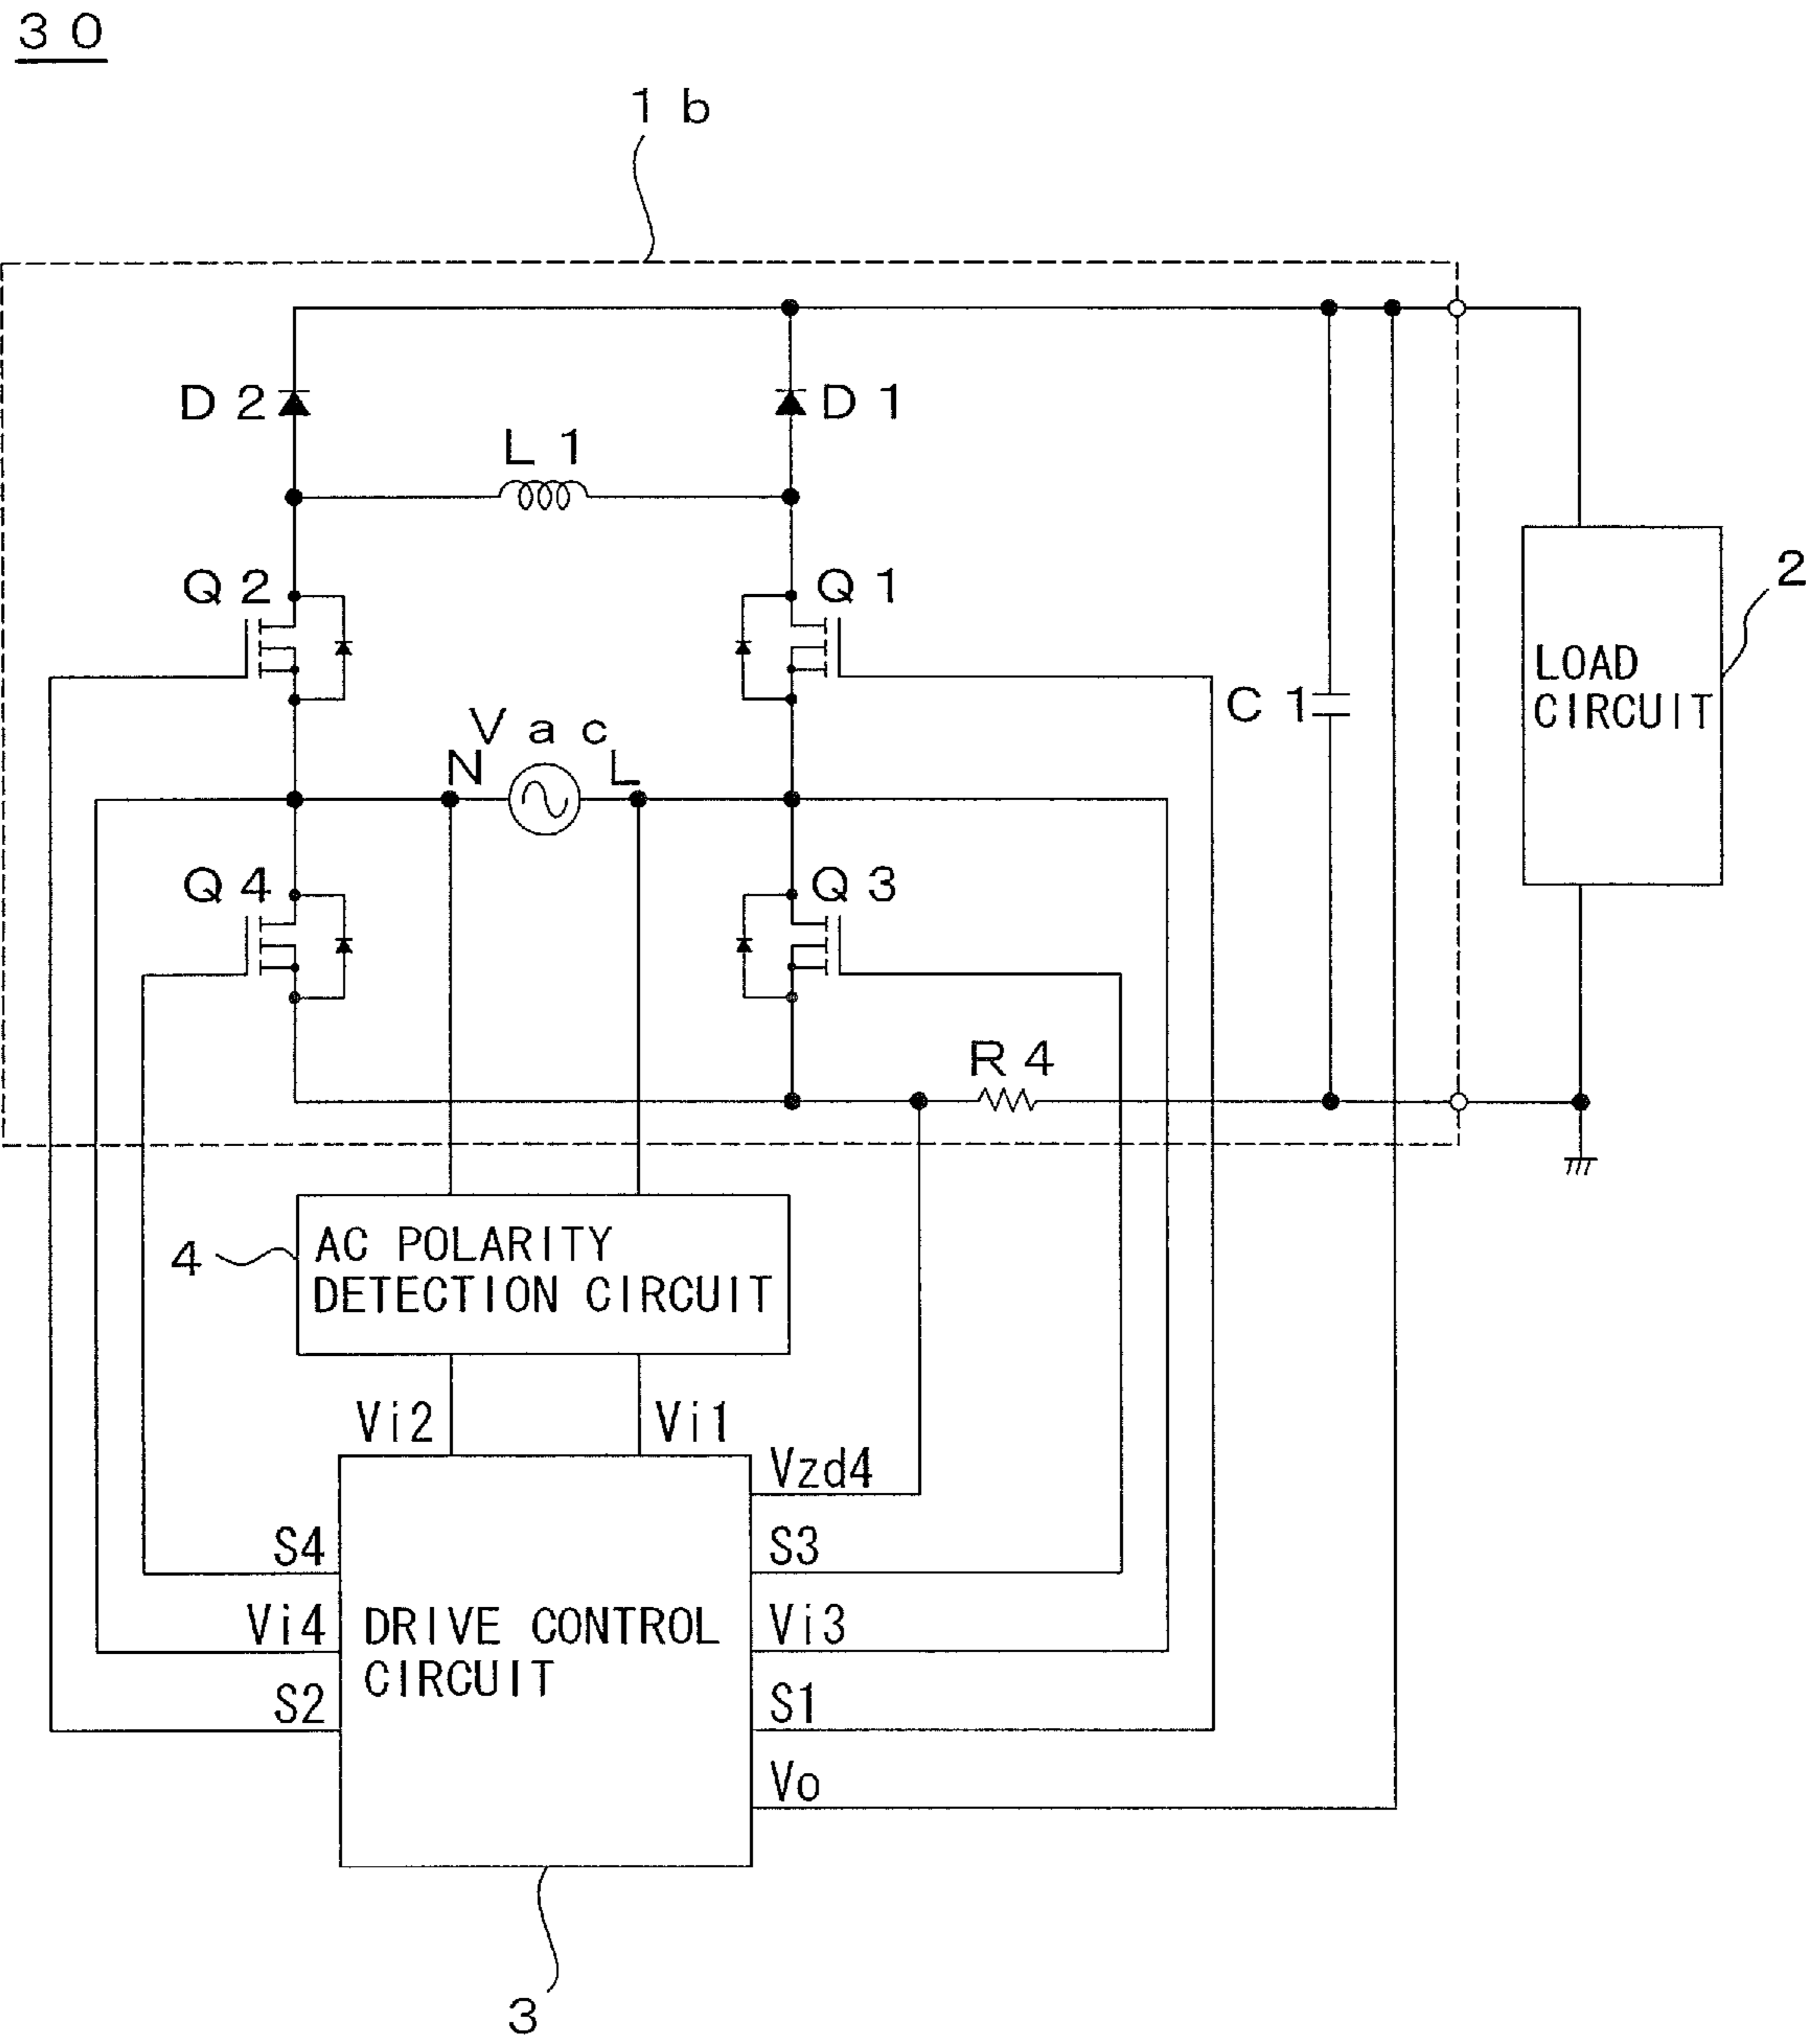 30
1b
D2
D1
L1
Q2
Q1
2
LOAD
CIRCUIT
C1
Vac
N
L
Q4
Q3
R4
4
AC POLARITY
DETECTION CIRCUIT
Vi2
Vi1
Vzd4
S4
S3
Vi4
DRIVE CONTROL
CIRCUIT
Vi3
S2
S1
Vo
3